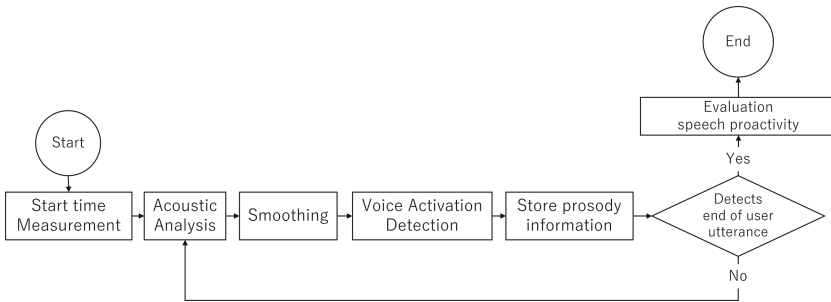 End
Evaluation
speech proactivity
Start
Yes
Start time
Measurement
Acoustic
Analysis
Smoothing
Voice Activation
Detection
Store prosody
information
Detects
end of user
utterance
No